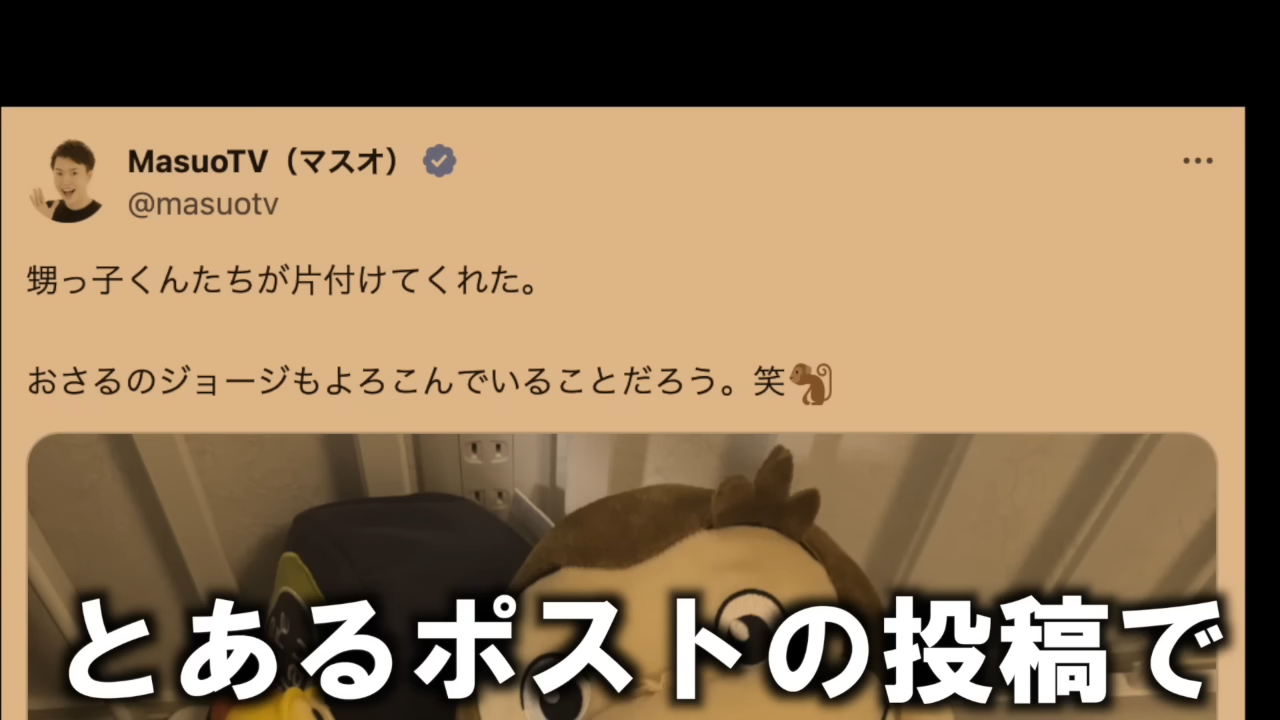 MasuoTV（マスオ）
@masuotv
甥っ子くんたちが片付けてくれた。
おさるのジョージもよろこんでいることだろう。笑🐒
とあるポストの投稿で